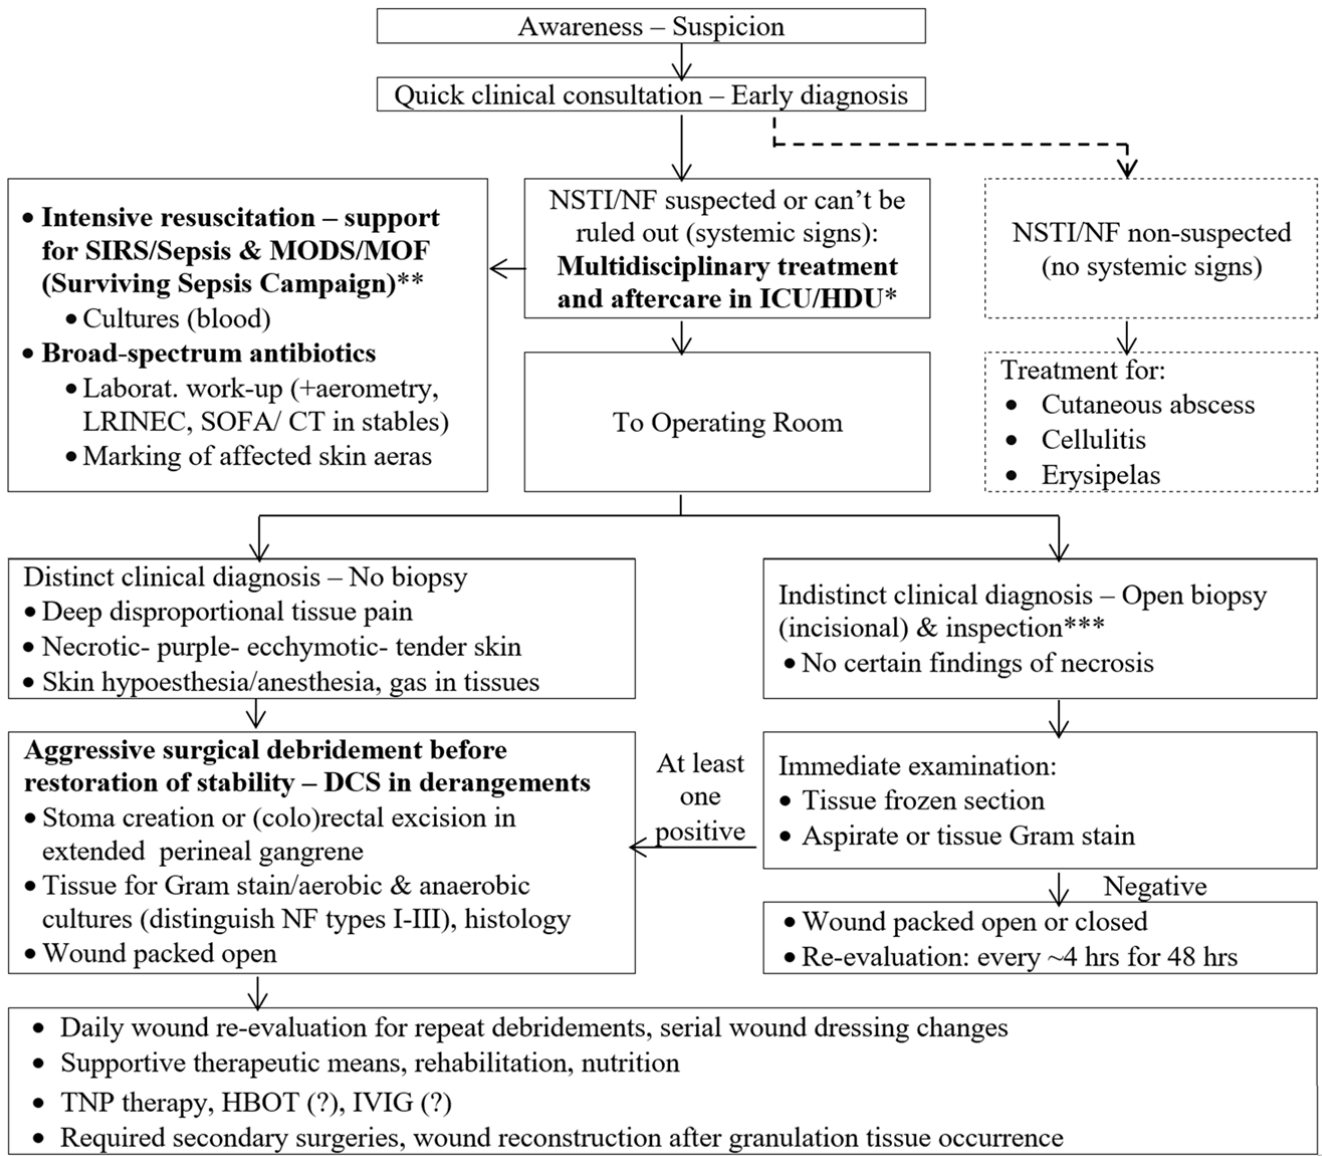 Awareness – Suspicion
Quick clinical consultation – Early diagnosis
• Intensive resuscitation – support
for SIRS/Sepsis & MODS/MOF
(Surviving Sepsis Campaign)**
• Cultures (blood)
• Broad-spectrum antibiotics
• Laborat. work-up (+aerometry,
LRINEC, SOFA/ CT in stables)
• Marking of affected skin aeras
NSTI/NF suspected or can’t be
ruled out (systemic signs):
Multidisciplinary treatment
and aftercare in ICU/HDU*
NSTI/NF non-suspected
(no systemic signs)
To Operating Room
Treatment for:
• Cutaneous abscess
• Cellulitis
• Erysipelas
Distinct clinical diagnosis – No biopsy
• Deep disproportional tissue pain
• Necrotic- purple- ecchymotic- tender skin
• Skin hypoesthesia/anesthesia, gas in tissues
Indistinct clinical diagnosis – Open biopsy
(incisional) & inspection***
• No certain findings of necrosis
Aggressive surgical debridement before
restoration of stability – DCS in derangements
• Stoma creation or (colo)rectal excision in
extended perineal gangrene
• Tissue for Gram stain/aerobic & anaerobic
cultures (distinguish NF types I-III), histology
• Wound packed open
At least
one
positive
Immediate examination:
• Tissue frozen section
• Aspirate or tissue Gram stain
Negative
• Wound packed open or closed
• Re-evaluation: every ~4 hrs for 48 hrs
• Daily wound re-evaluation for repeat debridements, serial wound dressing changes
• Supportive therapeutic means, rehabilitation, nutrition
• TNP therapy, HBOT (?), IVIG (?)
• Required secondary surgeries, wound reconstruction after granulation tissue occurrence